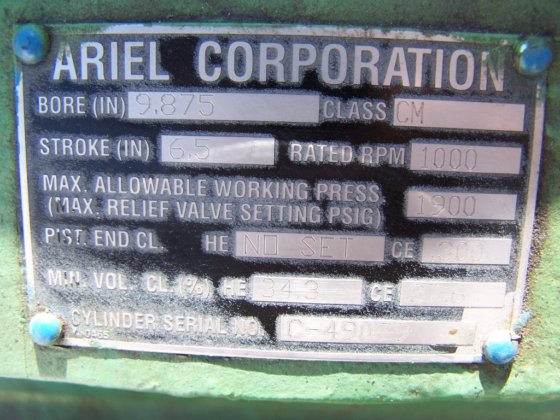 ARIEL CORPORATION
BORE (IN) 9.875 CLASS CM
STROKE (IN) 6.5 RATED RPM 1000
MAX. ALLOWABLE WORKING PRESS.
(MAX. RELIEF VALVE SETTING PSIG) 1900
PIST. END CL. HE NO SET CE
MIN. VOL. CL. (%) HE 34.3 CE
CYLINDER SERIAL NO.